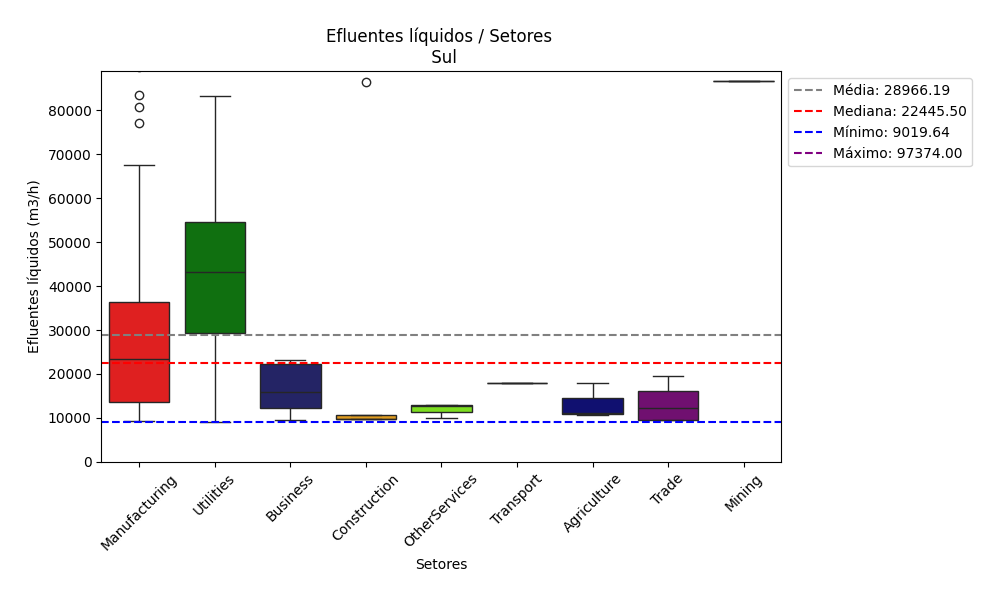 Efluentes líquidos / Setores
Sul
Efluentes líquidos (m3/h)
80000
70000
60000
50000
40000
30000
20000
10000
0
Manufacturing
Utilities
Business
Construction
OtherServices
Transport
Agriculture
Trade
Mining
Setores
Média: 28966.19
Mediana: 22445.50
Mínimo: 9019.64
Máximo: 97374.00